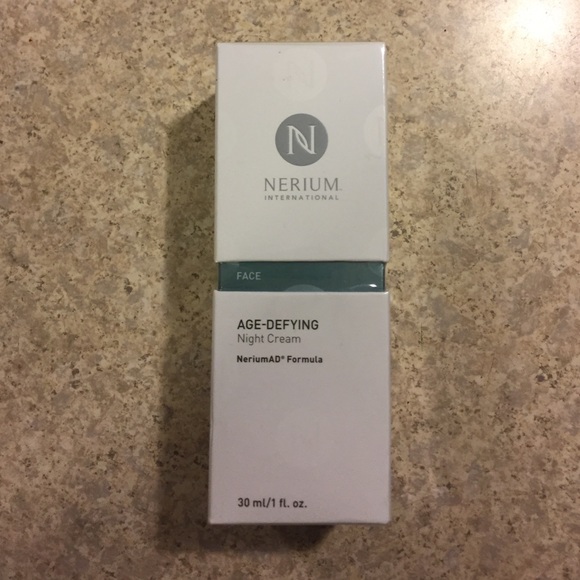 N
NERIUM
INTERNATIONAL
FACE
AGE-DEFYING
Night Cream
NeriumAD® Formula
30 ml/1 fl. oz.